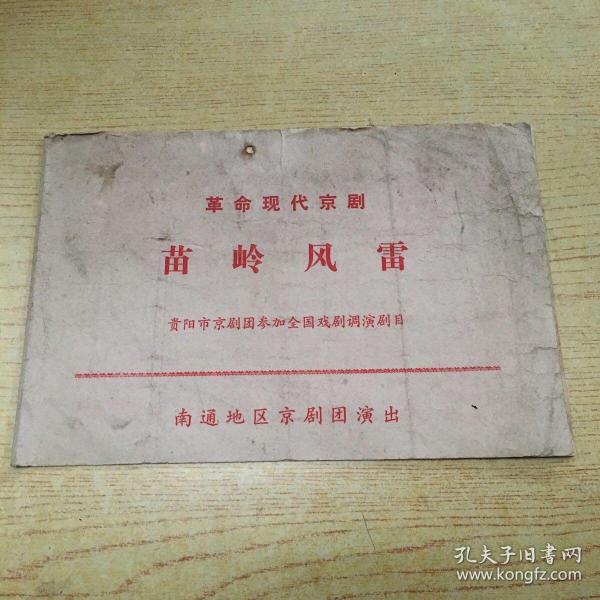 革命现代京剧
苗岭风雷
贵阳市京剧团参加全国戏剧调演剧目
南通地区京剧团演出
孔夫子旧书网
www.kongfz.com